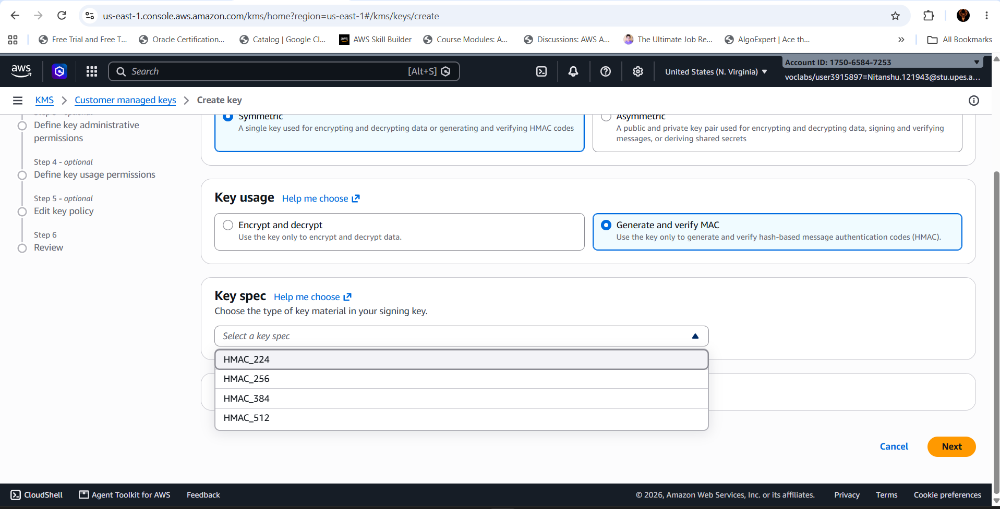 us-east-1.console.aws.amazon.com/kms/home?region=us-east-1#/kms/keys/create
Free Trial and Free T... Oracle Certification... Catalog | Google Cl... aws AWS Skill Builder Course Modules: A... Discussions: AWS A... The Ultimate Job Re... AlgoExpert | Ace th... » All Bookmarks
aws Search [Alt+S] United States (N. Virginia) Account ID: 1750-6584-7253
voclabs/user3915897=Nitanshu.121943@stu.upes.a...
KMS > Customer managed keys > Create key
Define key administrative
permissions
Step 4 - optional
Define key usage permissions
Step 5 - optional
Edit key policy
Step 6
Review
Symmetric
A single key used for encrypting and decrypting data or generating and verifying HMAC codes
Asymmetric
A public and private key pair used for encrypting and decrypting data, signing and verifying
messages, or deriving shared secrets
Key usage Help me choose
Encrypt and decrypt
Use the key only to encrypt and decrypt data.
Generate and verify MAC
Use the key only to generate and verify hash-based message authentication codes (HMAC).
Key spec Help me choose
Choose the type of key material in your signing key.
Select a key spec
HMAC_224
HMAC_256
HMAC_384
HMAC_512
Cancel Next
CloudShell Agent Toolkit for AWS Feedback © 2026, Amazon Web Services, Inc. or its affiliates. Privacy Terms Cookie preferences